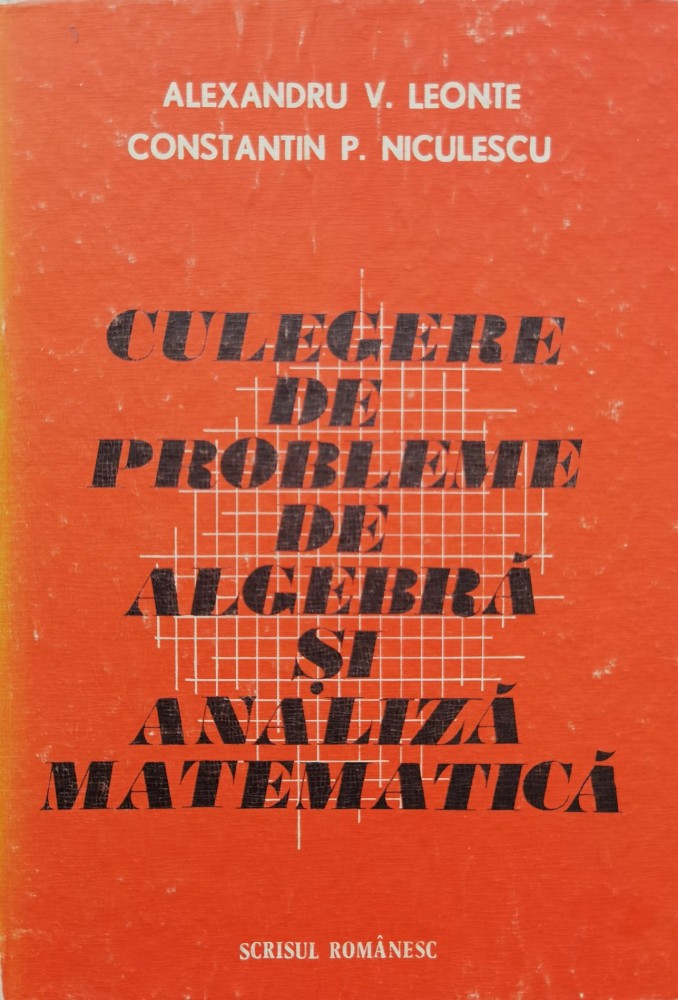 ALEXANDRU V. LEONTE
CONSTANTIN P. NICULESCU
CULEGERE
DE
PROBLEME
DE
ALGEBRĂ
ȘI
ANALIZĂ
MATEMATICĂ
SCRISUL ROMÂNESC